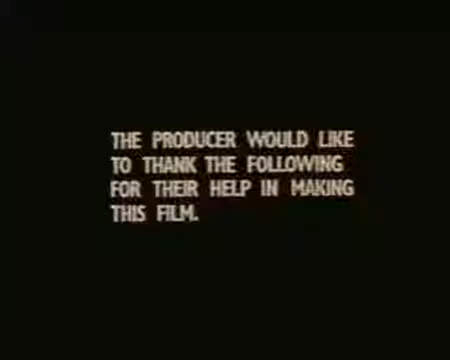 THE PRODUCER WOULD LIKE
TO THANK THE FOLLOWING
FOR THEIR HELP IN MAKING
THIS FILM.